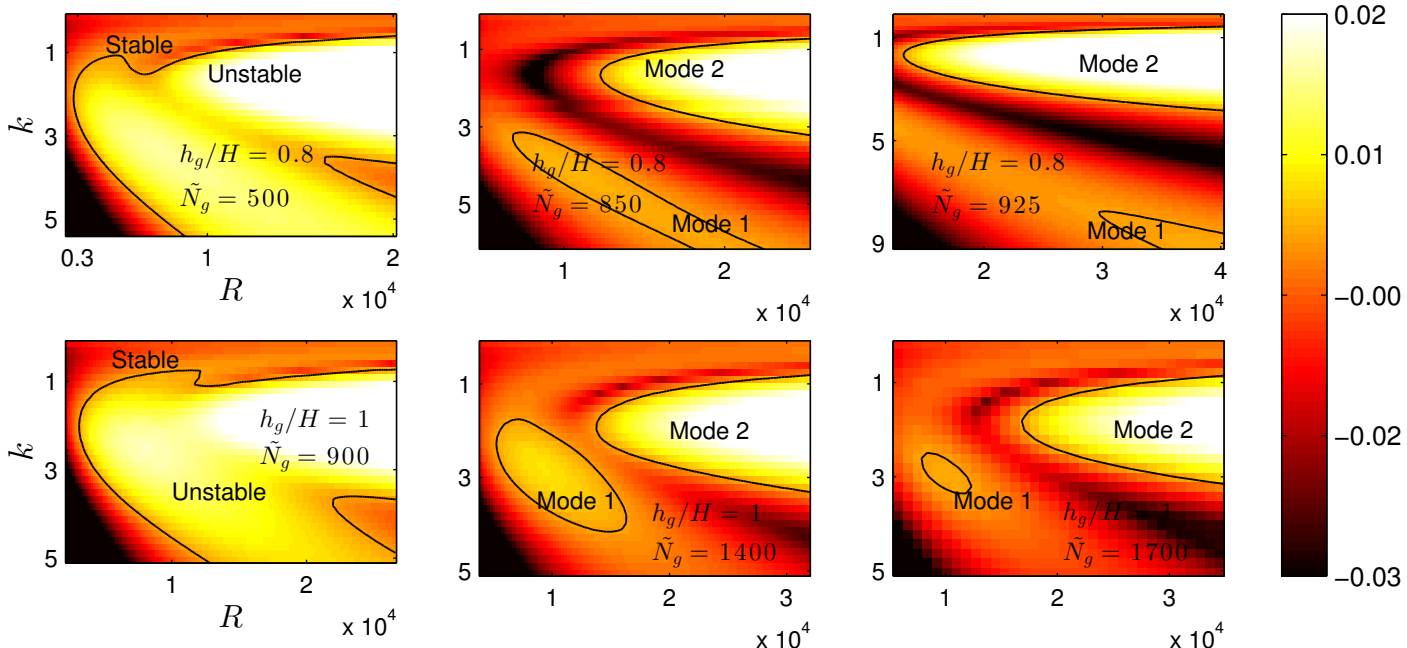 Stable
Unstable
h_g/H = 0.8
Ñ_g = 500
k
1
3
5
0.3
1
2
R
x 10^4
Mode 2
h_g/H = 0.8
Ñ_g = 850
Mode 1
1
3
5
1
2
x 10^4
Mode 2
h_g/H = 0.8
Ñ_g = 925
Mode 1
1
5
9
2
3
4
x 10^4
0.02
0.01
−0.00
−0.02
−0.03
Stable
h_g/H = 1
Ñ_g = 900
Unstable
k
1
3
5
1
2
R
x 10^4
Mode 2
Mode 1
h_g/H = 1
Ñ_g = 1400
1
3
5
1
2
3
x 10^4
Mode 2
Mode 1
h_g/H = 1
Ñ_g = 1700
1
3
5
1
2
3
x 10^4